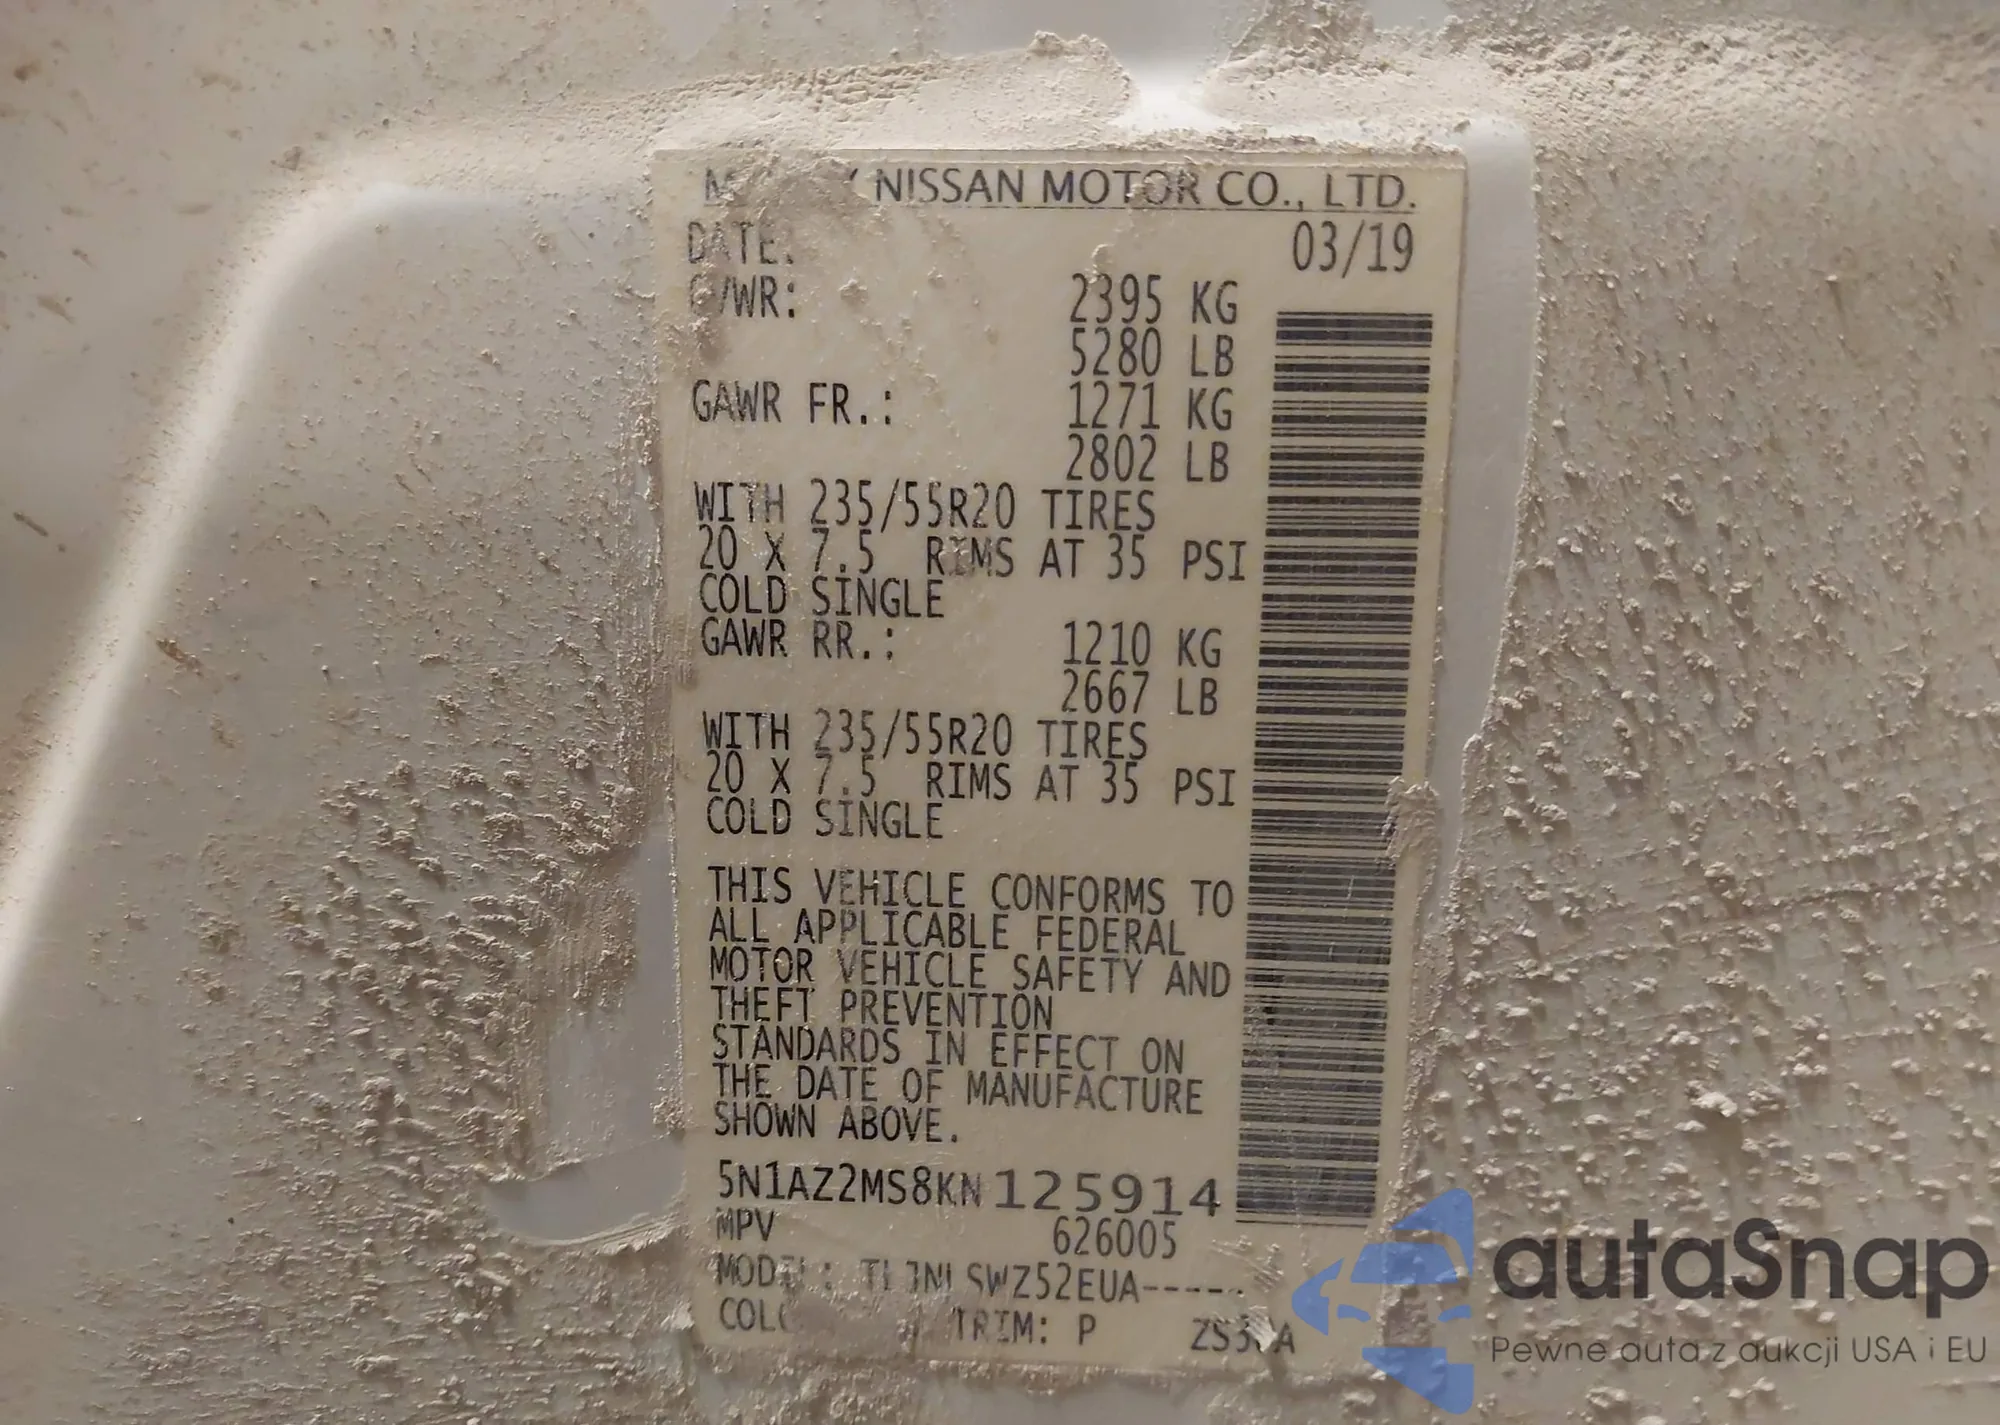 NISSAN MOTOR CO., LTD.
DATE: 03/19
GVWR: 2395 KG
5280 LB
GAWR FR.: 1271 KG
2802 LB
WITH 235/55R20 TIRES
20 X 7.5 RIMS AT 35 PSI
COLD SINGLE
GAWR RR.: 1210 KG
2667 LB
WITH 235/55R20 TIRES
20 X 7.5 RIMS AT 35 PSI
COLD SINGLE
THIS VEHICLE CONFORMS TO
ALL APPLICABLE FEDERAL
MOTOR VEHICLE SAFETY AND
THEFT PREVENTION
STANDARDS IN EFFECT ON
THE DATE OF MANUFACTURE
SHOWN ABOVE.
5N1AZ2MS8KN125914
MPV 626005
MODEL:
TRIM: P
autaSnap
Pewne auta z aukcji USA i EU